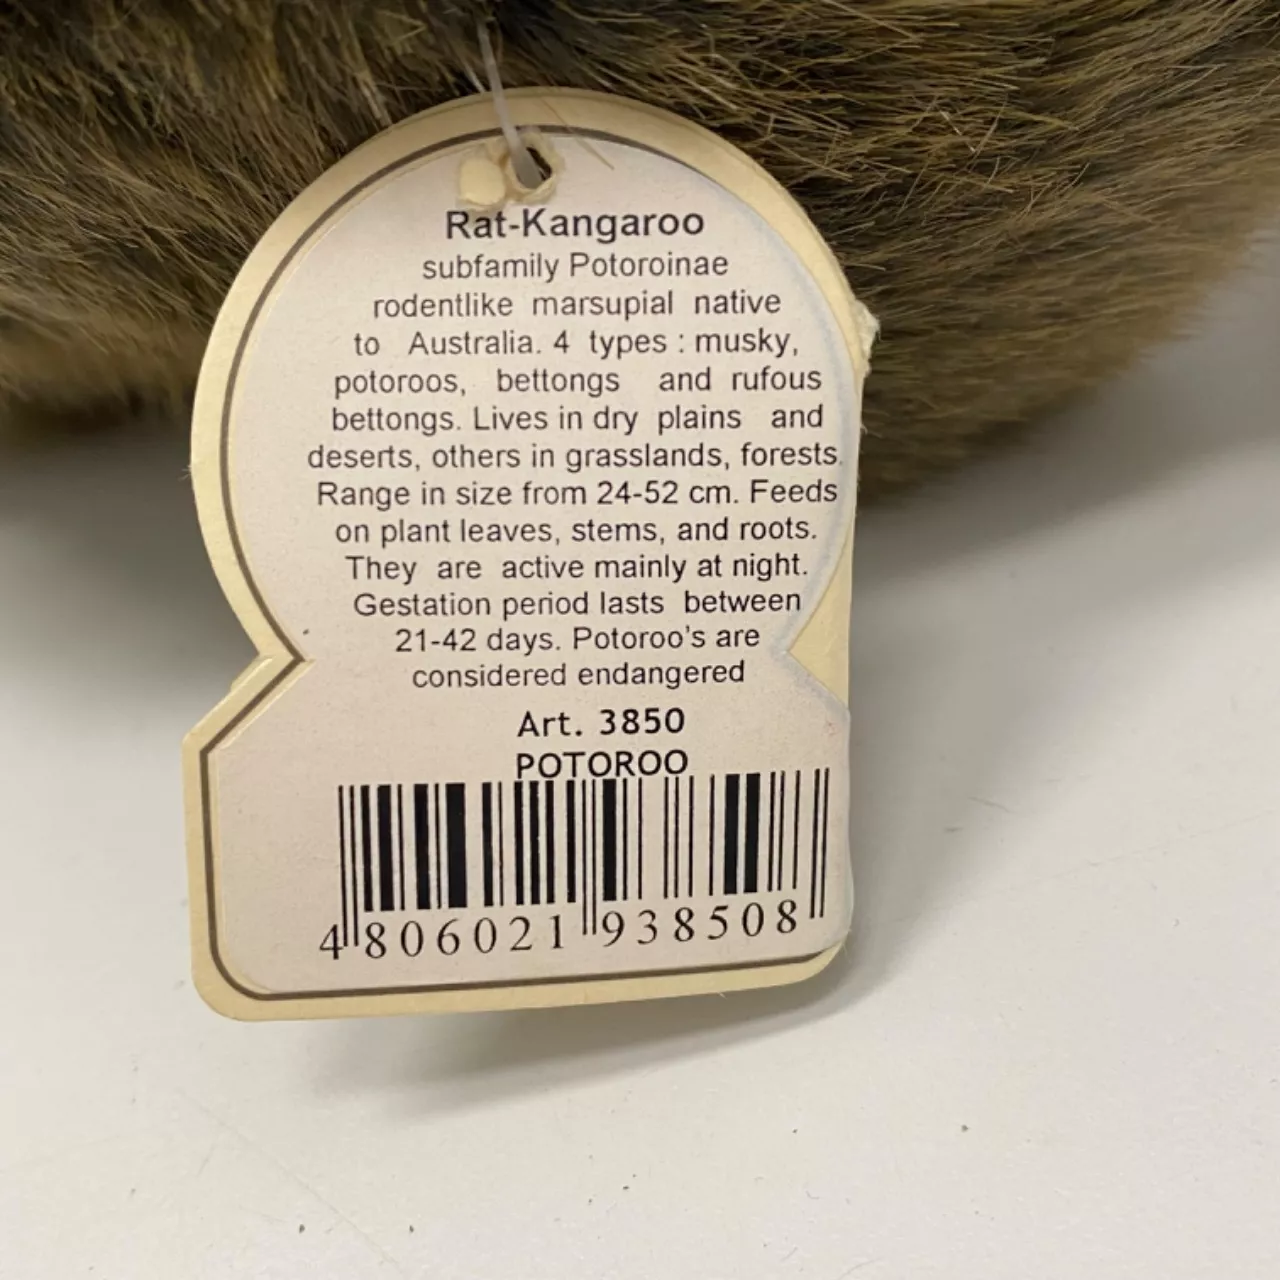 Rat-Kangaroo
subfamily Potoroinae
rodentlike marsupial native
to Australia. 4 types : musky,
potoroos, bettongs and rufous
bettongs. Lives in dry plains and
deserts, others in grasslands, forests.
Range in size from 24-52 cm. Feeds
on plant leaves, stems, and roots.
They are active mainly at night.
Gestation period lasts between
21-42 days. Potoroo's are
considered endangered
Art. 3850
POTOROO
4 806021 938508